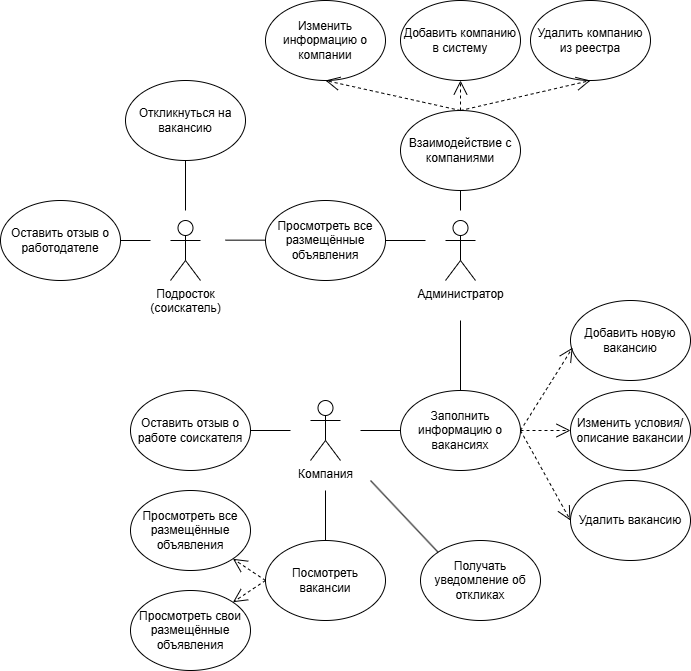 Изменить
информацию о
компании
Добавить компанию
в систему
Удалить компанию
из реестра
Откликнуться на
вакансию
Взаимодействие с
компаниями
Оставить отзыв о
работодателе
Просмотреть все
размещённые
объявления
Подросток
(соискатель)
Администратор
Добавить новую
вакансию
Оставить отзыв о
работе соискателя
Компания
Заполнить
информацию о
вакансиях
Изменить условия/
описание вакансии
Удалить вакансию
Просмотреть все
размещённые
объявления
Посмотреть
вакансии
Получать
уведомление об
откликах
Просмотреть свои
размещённые
объявления